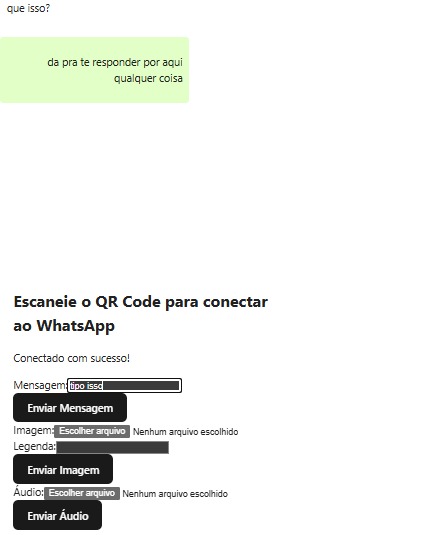 que isso?
da pra te responder por aqui
qualquer coisa
Escaneie o QR Code para conectar
ao WhatsApp
Conectado com sucesso!
Mensagem: tipo isso
Enviar Mensagem
Imagem: Escolher arquivo Nenhum arquivo escolhido
Legenda:
Enviar Imagem
Áudio: Escolher arquivo Nenhum arquivo escolhido
Enviar Áudio